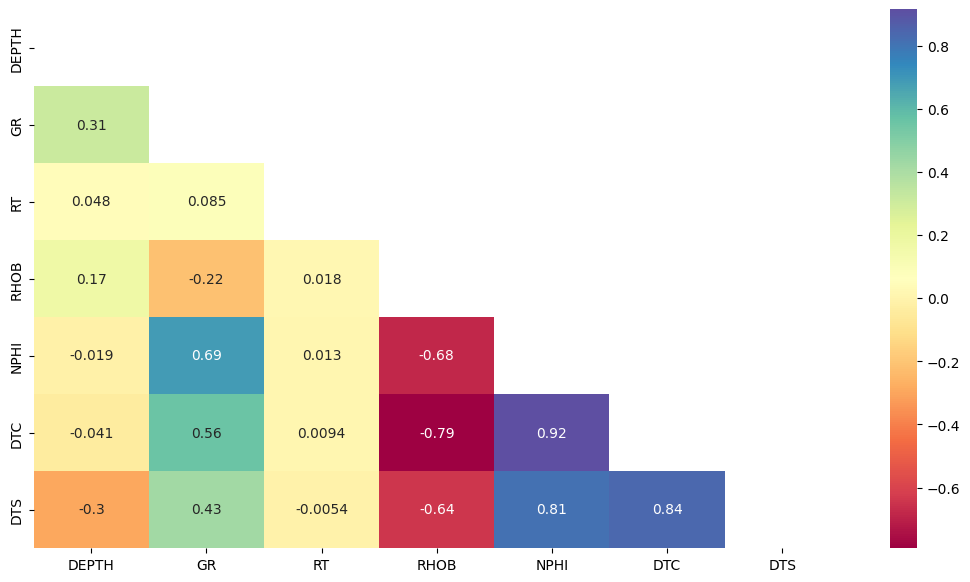 DEPTH
GR 0.31
RT 0.048 0.085
RHOB 0.17 -0.22 0.018
NPHI -0.019 0.69 0.013 -0.68
DTC -0.041 0.56 0.0094 -0.79 0.92
DTS -0.3 0.43 -0.0054 -0.64 0.81 0.84
DEPTH GR RT RHOB NPHI DTC DTS
0.8
0.6
0.4
0.2
0.0
−0.2
−0.4
−0.6